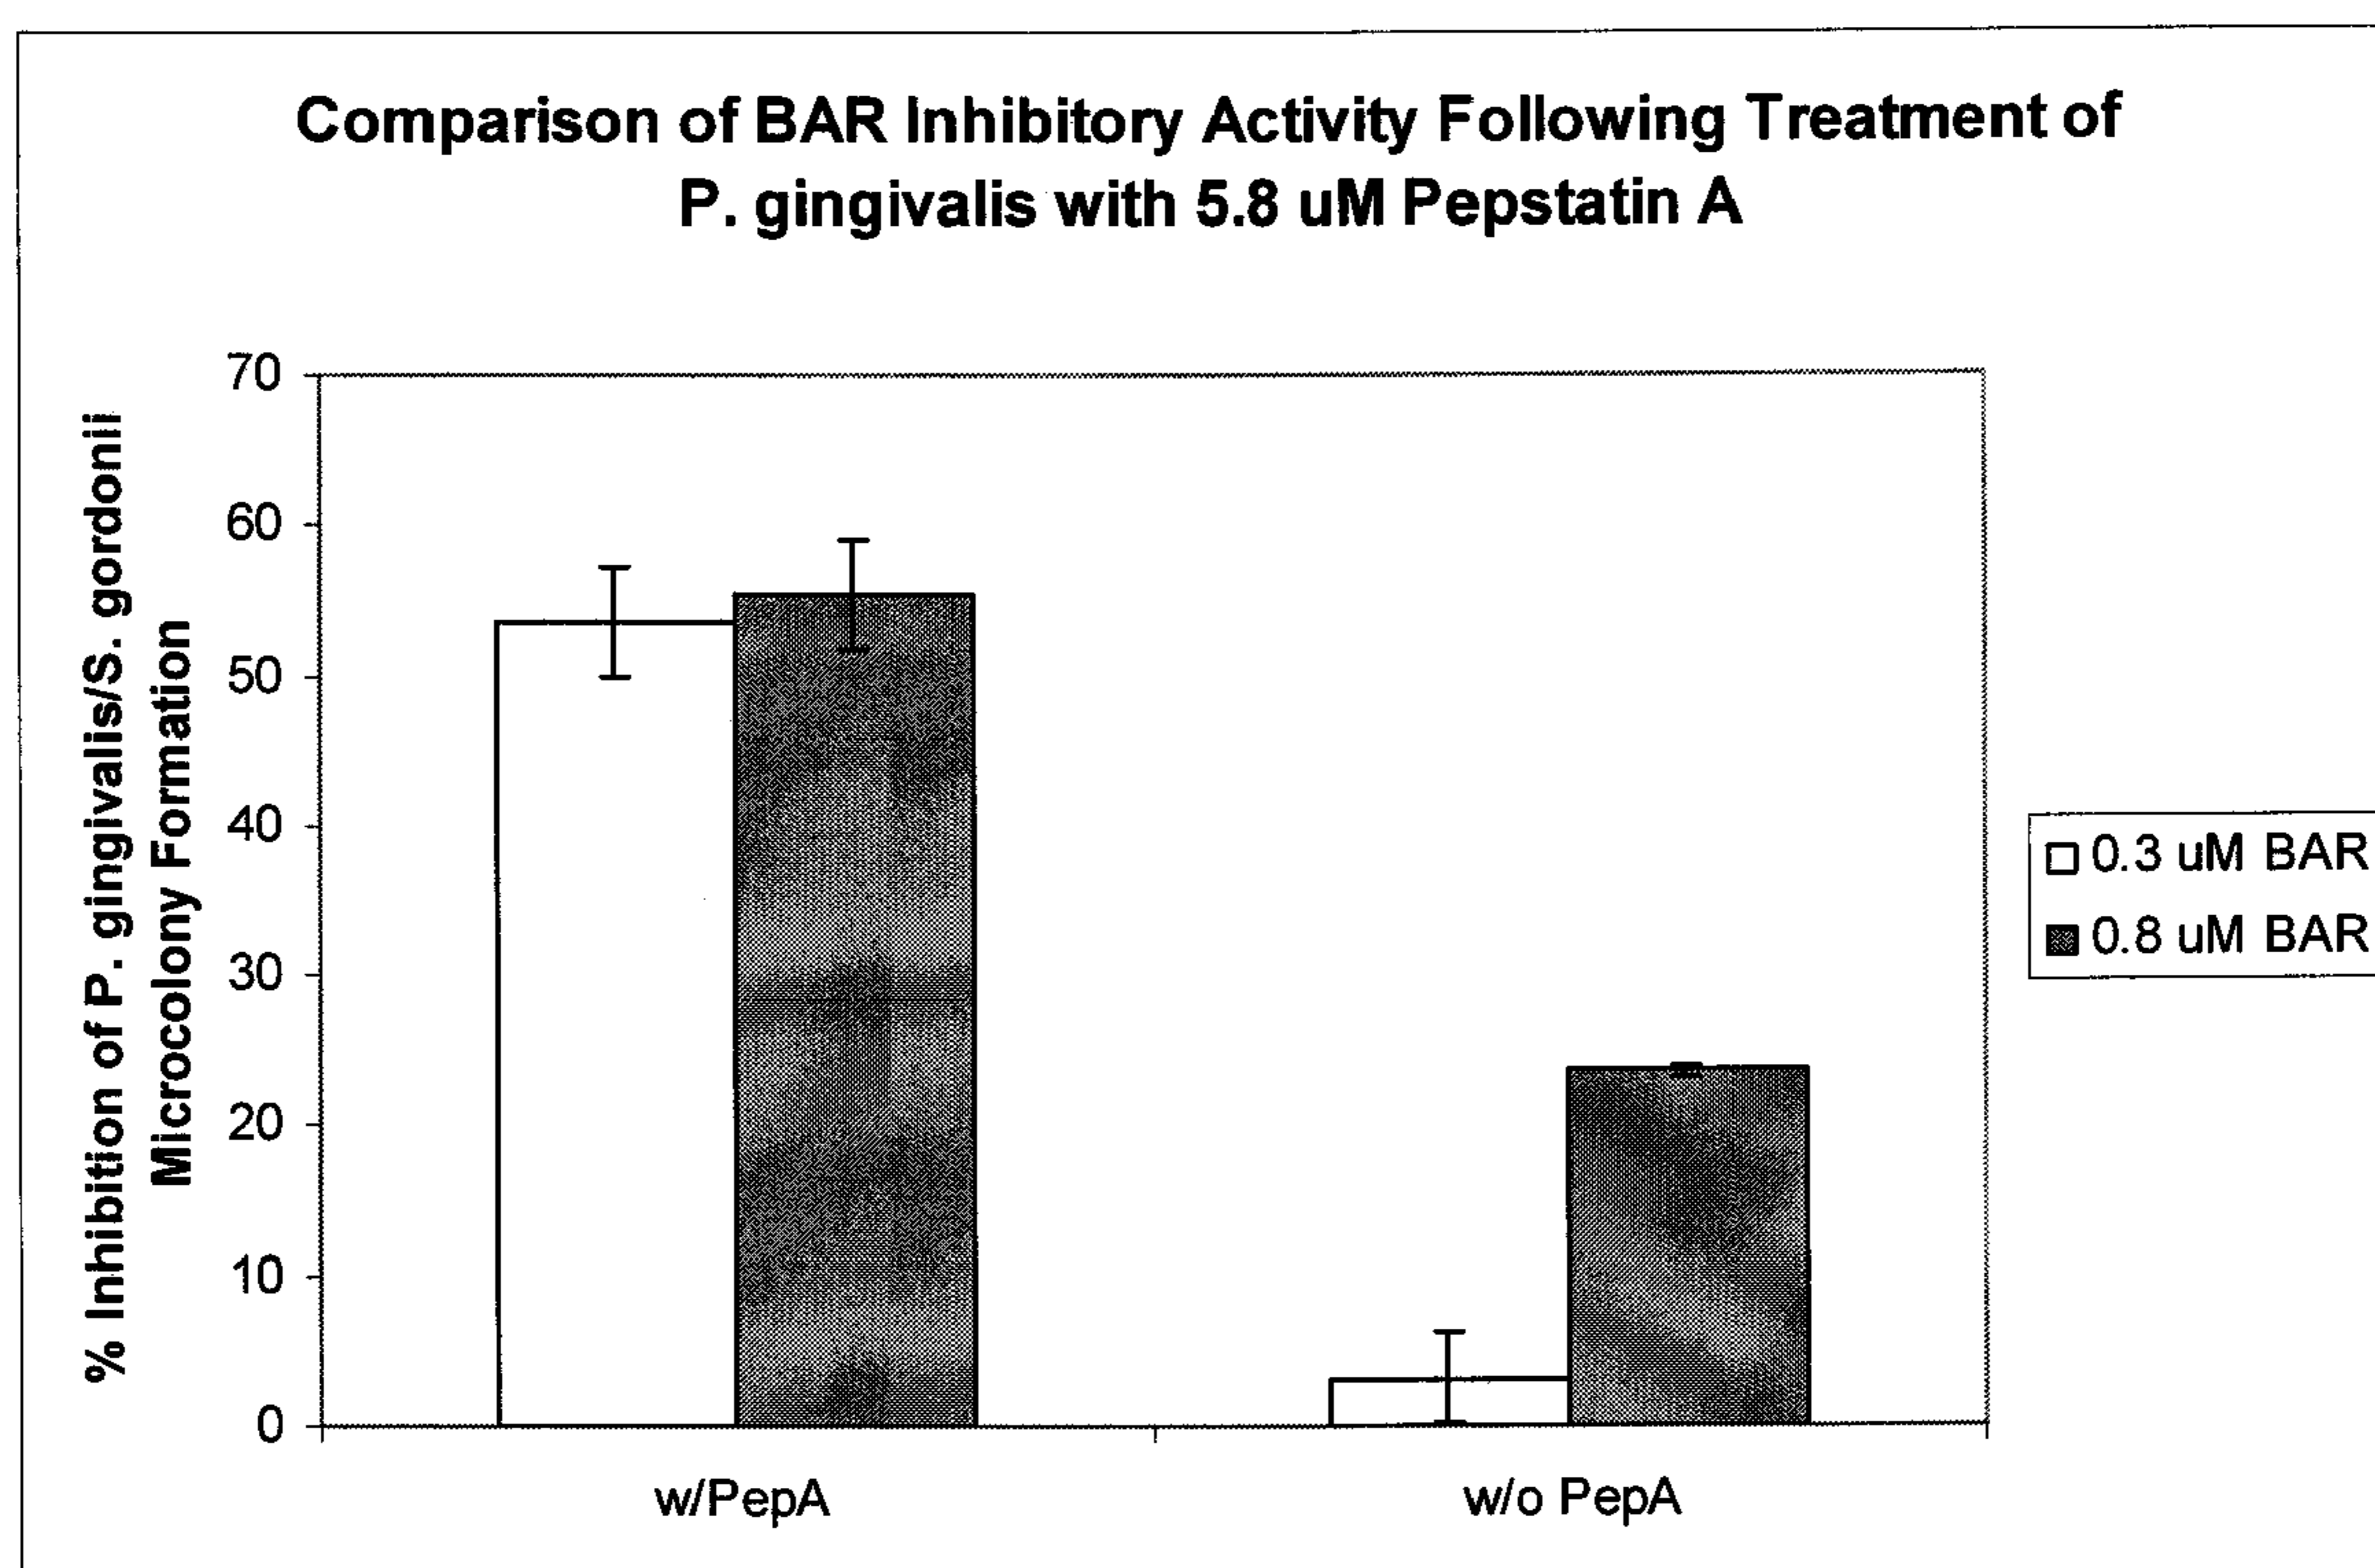 Comparison of BAR Inhibitory Activity Following Treatment of
P. gingivalis with 5.8 uM Pepstatin A
% Inhibition of P. gingivalis/S. gordonii
Microcolony Formation
70
60
50
40
30
20
10
0
w/PepA
w/o PepA
0.3 uM BAR
0.8 uM BAR